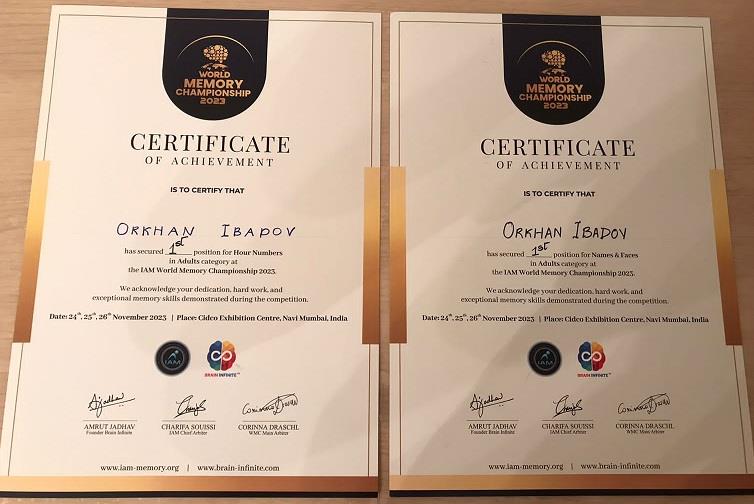 WORLD
MEMORY
CHAMPIONSHIP
2023
CERTIFICATE
OF ACHIEVEMENT
IS TO CERTIFY THAT
ORKHAN IBADOV
has secured 1st position for Hour Numbers
in Adults category at
the IAM World Memory Championship 2023.
We acknowledge your dedication, hard work, and
exceptional memory skills demonstrated during the competition.
Date: 24th, 25th, 26th November 2023 | Place: Cidco Exhibition Centre, Navi Mumbai, India
IAM
BRAIN INFINITE™
AMRUT JADHAV
Founder Brain Infinite
CHARIFA SOUISSI
IAM Chief Arbiter
CORINNA DRASCHL
WMC Main Arbiter
www.iam-memory.org | www.brain-infinite.com
WORLD
MEMORY
CHAMPIONSHIP
2023
CERTIFICATE
OF ACHIEVEMENT
IS TO CERTIFY THAT
ORKHAN IBADOV
has secured 1st position for Names & Faces
in Adults category at
the IAM World Memory Championship 2023.
We acknowledge your dedication, hard work, and
exceptional memory skills demonstrated during the competition.
Date: 24th, 25th, 26th November 2023 | Place: Cidco Exhibition Centre, Navi Mumbai, India
IAM
BRAIN INFINITE™
AMRUT JADHAV
Founder Brain Infinite
CHARIFA SOUISSI
IAM Chief Arbiter
CORINNA DRASCHL
WMC Main Arbiter
www.iam-memory.org | www.brain-infinite.com